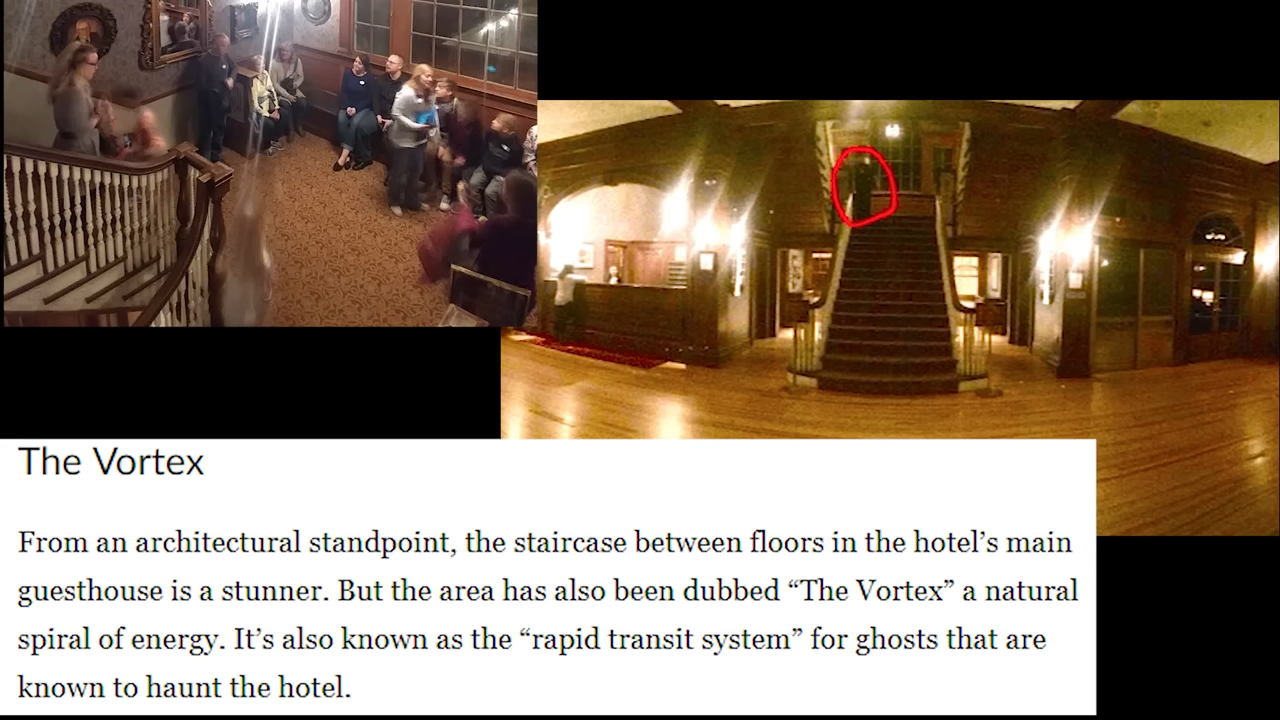 The Vortex
From an architectural standpoint, the staircase between floors in the hotel’s main
guesthouse is a stunner. But the area has also been dubbed “The Vortex” a natural
spiral of energy. It’s also known as the “rapid transit system” for ghosts that are
known to haunt the hotel.